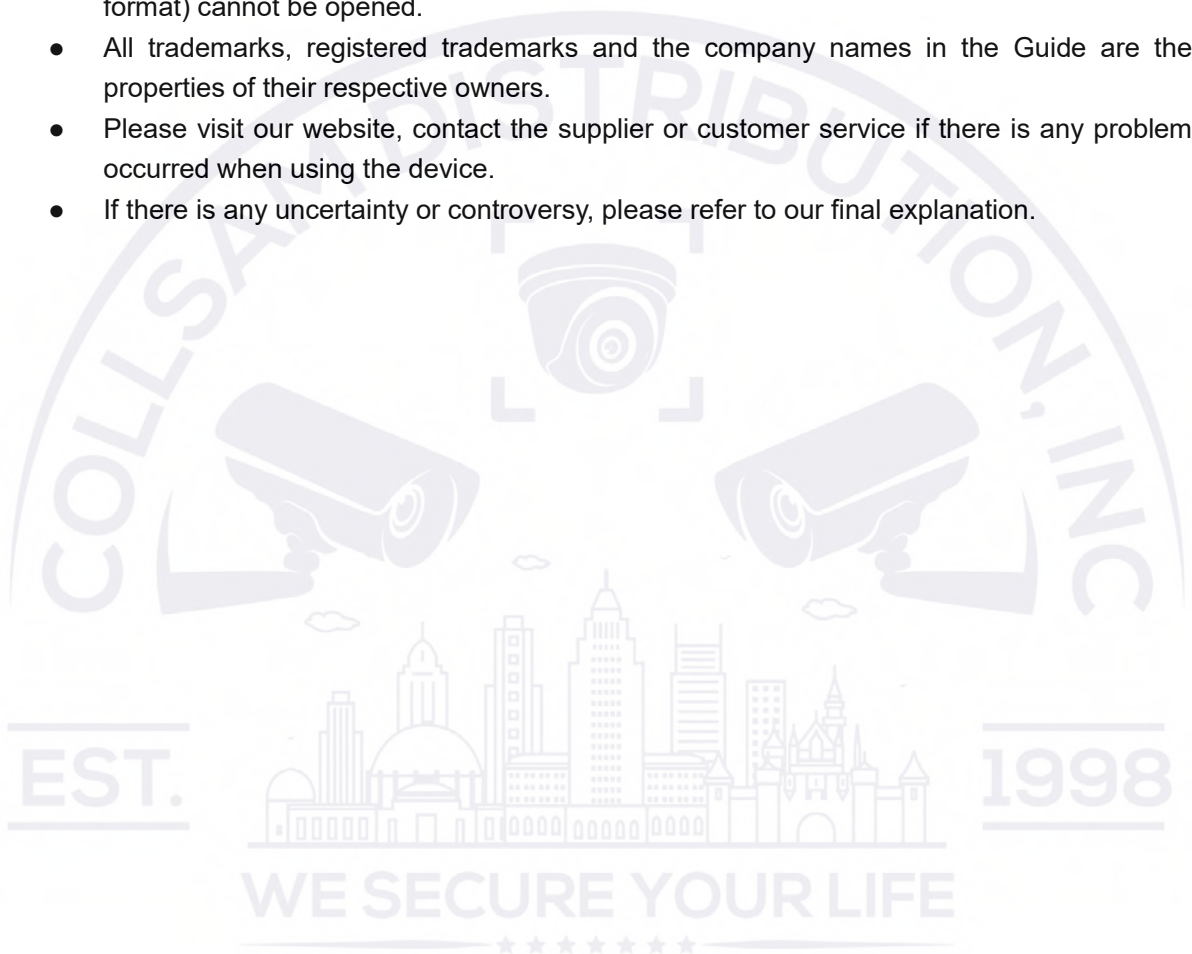 format) cannot be opened.
● All trademarks, registered trademarks and the company names in the Guide are the
properties of their respective owners.
● Please visit our website, contact the supplier or customer service if there is any problem
occurred when using the device.
● If there is any uncertainty or controversy, please refer to our final explanation.
COLLSAM DISTRIBUTION, INC
EST.
1998
WE SECURE YOUR LIFE